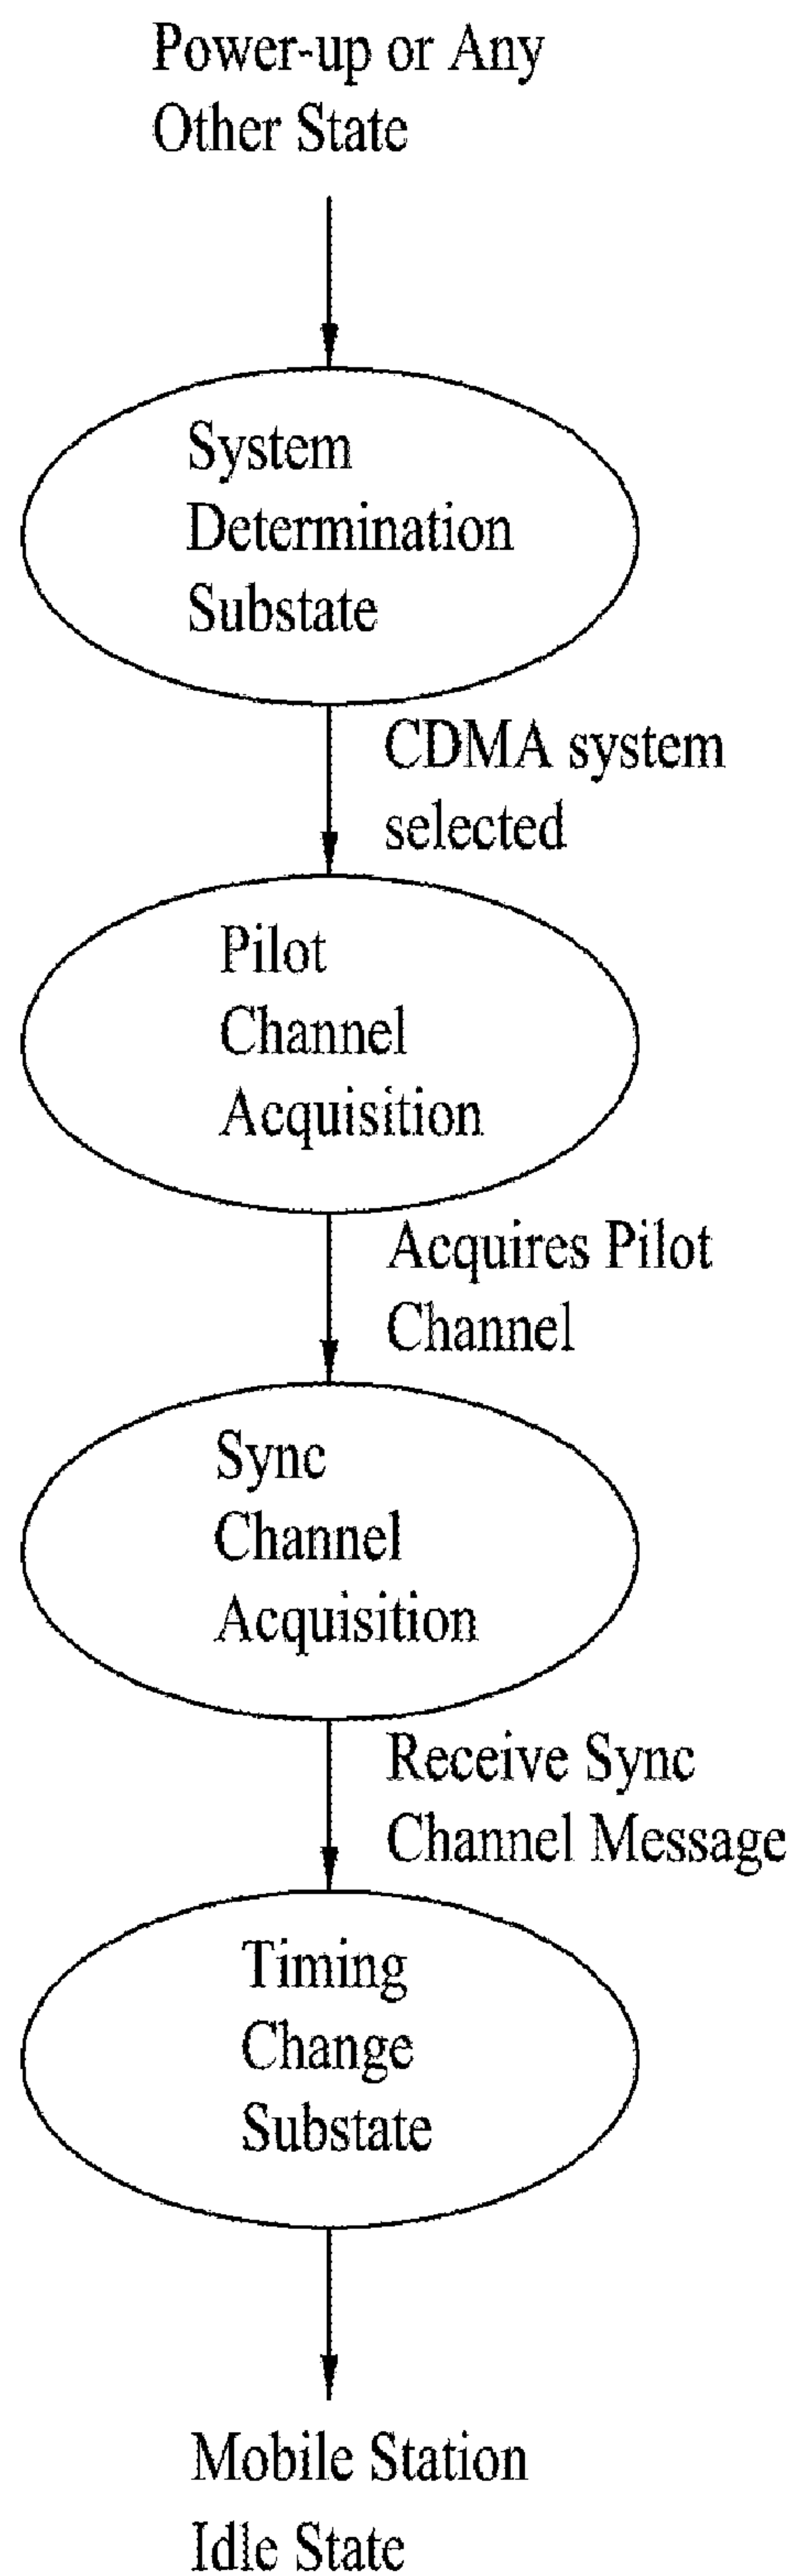 Power-up or Any
Other State
System
Determination
Substate
CDMA system
selected
Pilot
Channel
Acquisition
Acquires Pilot
Channel
Sync
Channel
Acquisition
Receive Sync
Channel Message
Timing
Change
Substate
Mobile Station
Idle State